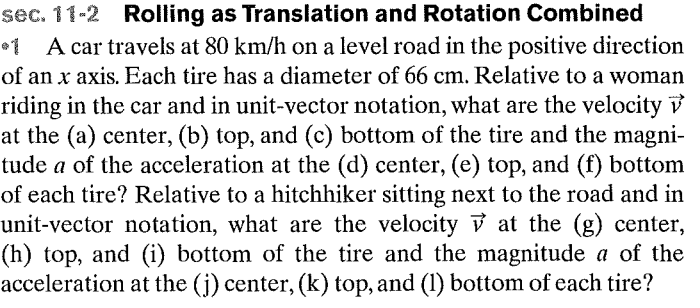 sec. 11-2 Rolling as Translation and Rotation Combined
•1 A car travels at 80 km/h on a level road in the positive direction
of an x axis. Each tire has a diameter of 66 cm. Relative to a woman
riding in the car and in unit-vector notation, what are the velocity v⃗
at the (a) center, (b) top, and (c) bottom of the tire and the magni-
tude a of the acceleration at the (d) center, (e) top, and (f) bottom
of each tire? Relative to a hitchhiker sitting next to the road and in
unit-vector notation, what are the velocity v⃗ at the (g) center,
(h) top, and (i) bottom of the tire and the magnitude a of the
acceleration at the (j) center, (k) top, and (l) bottom of each tire?